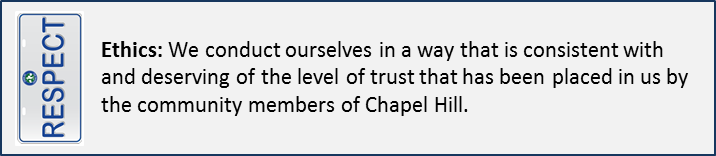 RESPECT
Ethics: We conduct ourselves in a way that is consistent with
and deserving of the level of trust that has been placed in us by
the community members of Chapel Hill.